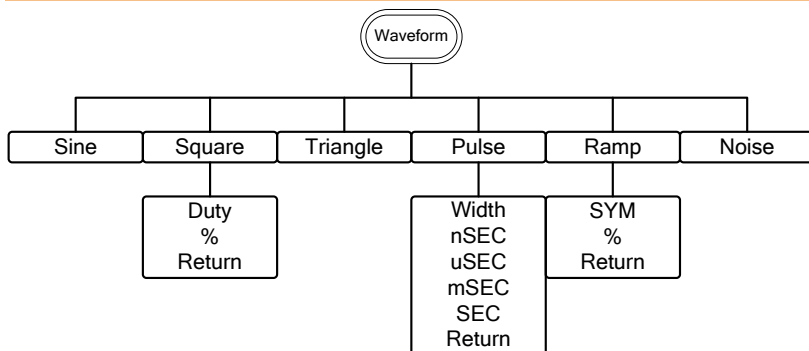 Waveform
Sine
Square
Triangle
Pulse
Ramp
Noise
Duty
%
Return
Width
nSEC
uSEC
mSEC
SEC
Return
SYM
%
Return